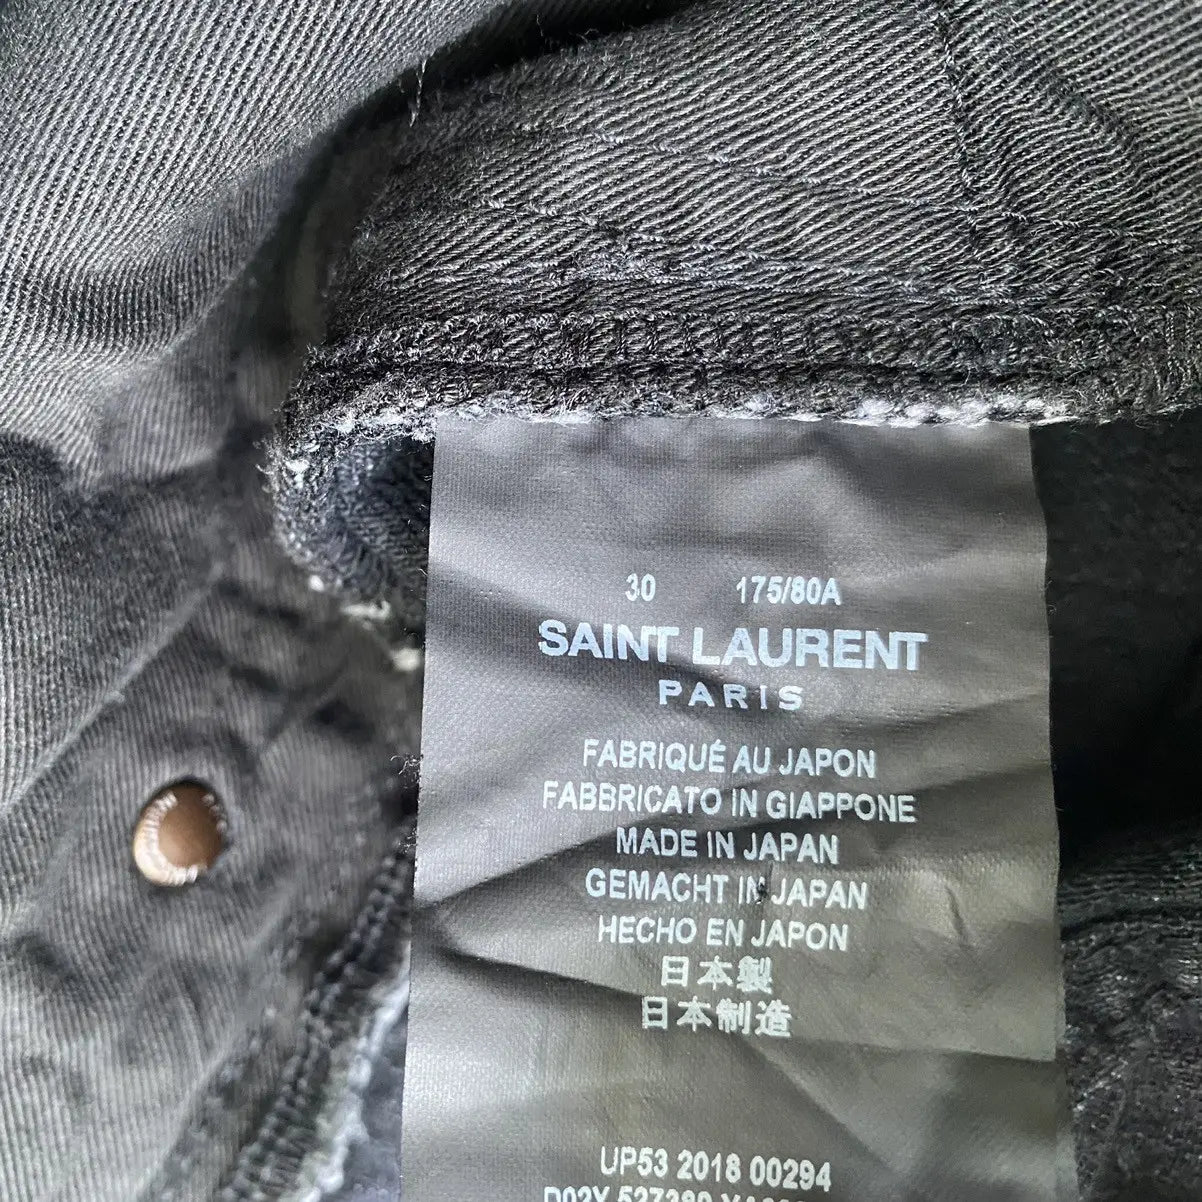 30 175/80A
SAINT LAURENT
PARIS
FABRIQUÉ AU JAPON
FABBRICATO IN GIAPPONE
MADE IN JAPAN
GEMACHT IN JAPAN
HECHO EN JAPON
日本製
日本制造
UP53 2018 00294